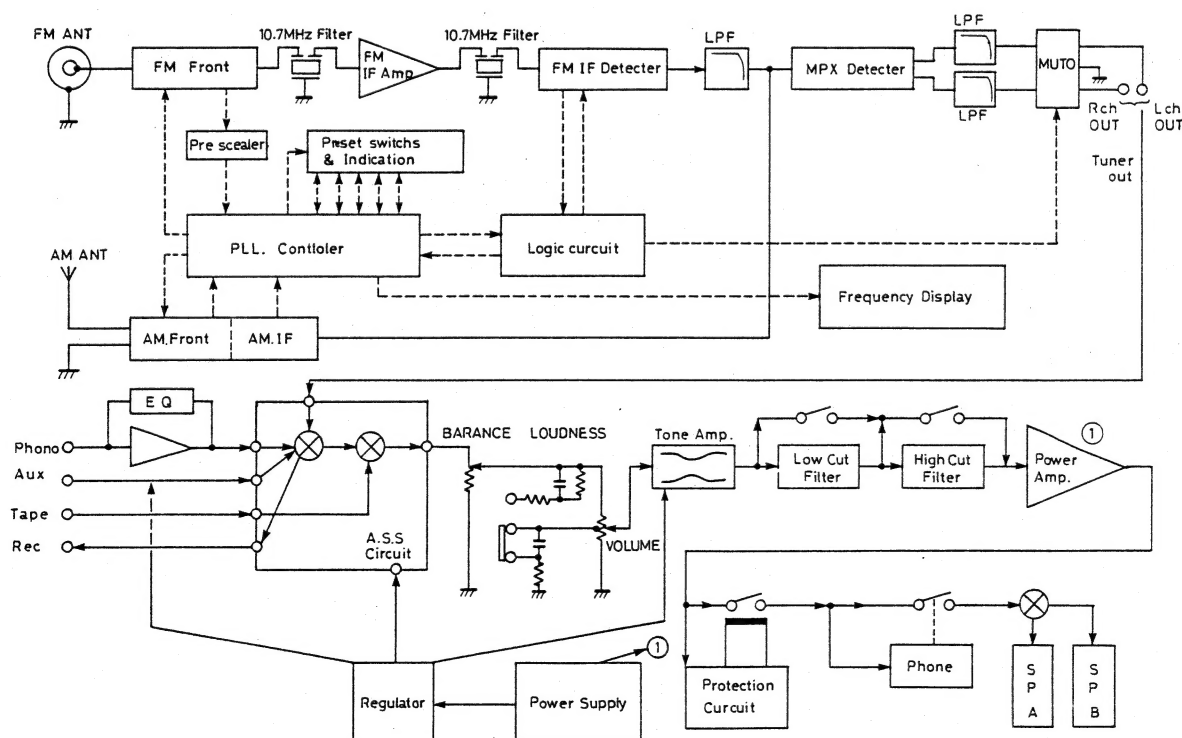 FM ANT
FM Front
10.7MHz Filter
FM
IF Amp
10.7MHz Filter
FM IF Detecter
LPF
MPX Detecter
LPF
LPF
MUTO
Rch
OUT
Lch
OUT
Tuner
out
Pre scealer
Preset switchs
& Indication
PLL. Contloler
Logic curcuit
AM ANT
Frequency Display
AM.Front
AM.IF
EQ
Phono
Aux
Tape
Rec
A.S.S
Circuit
BARANCE
LOUDNESS
VOLUME
Tone Amp.
Low Cut
Filter
High Cut
Filter
1
Power
Amp.
1
Regulator
Power Supply
Protection
Curcuit
Phone
S
P
A
S
P
B